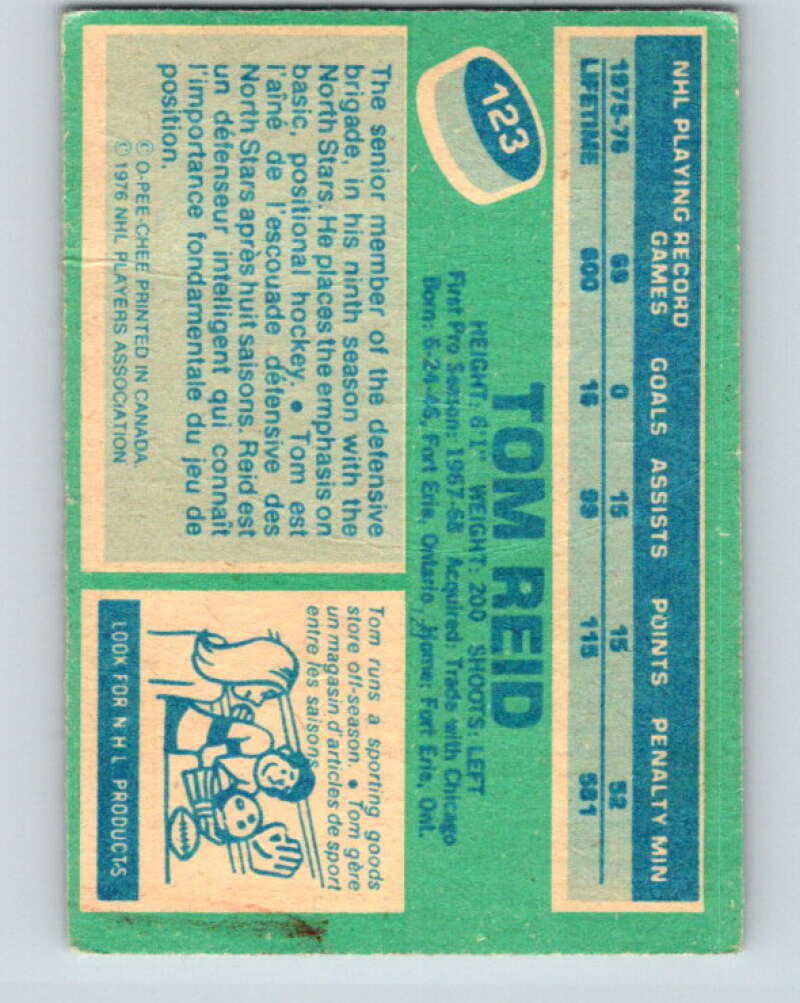 123
NHL PLAYING RECORD
GAMES GOALS ASSISTS POINTS PENALTY MIN
1975-76 69 0 15 15 52
LIFETIME 600 16 99 115 581
TOM REID
HEIGHT: 6'1" WEIGHT: 200 SHOOTS: LEFT
First Pro Season: 1967-68 Acquired: Trade with Chicago
Born: 6-24-46, Fort Erie, Ontario Home: Fort Erie, Ont.
The senior member of the defensive
brigade, in his ninth season with the
North Stars. He places the emphasis on
basic, positional hockey. • Tom est
l'aîné de l'escouade défensive des
North Stars après huit saisons. Reid est
un défenseur intelligent qui connaît
l'importance fondamentale du jeu de
position.
© O-PEE-CHEE PRINTED IN CANADA
© 1976 NHL PLAYERS ASSOCIATION
Tom runs a sporting goods
store off-season. • Tom gère
un magasin d'articles de sport
entre les saisons.
LOOK FOR NHL PRODUCTS